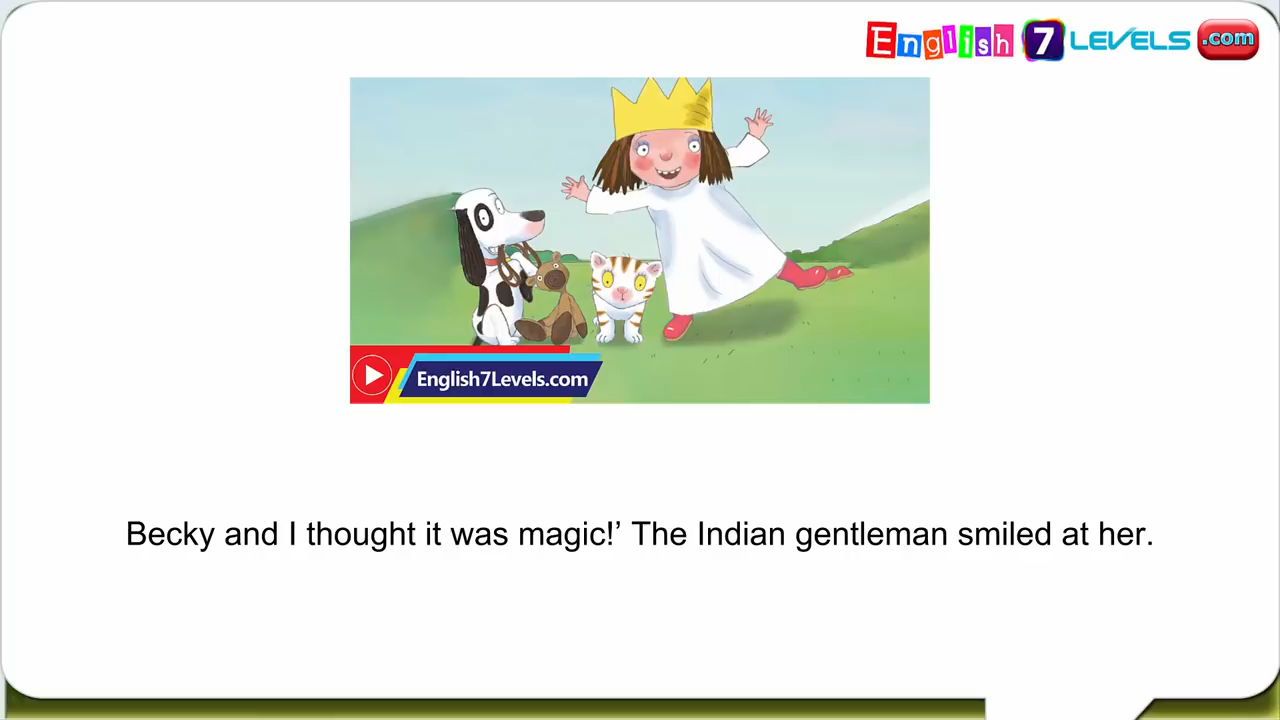 English 7 LEVELS .com
English7Levels.com
Becky and I thought it was magic!’ The Indian gentleman smiled at her.